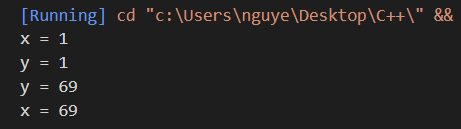 [Running] cd "c:\Users\nguye\Desktop\C++\" &&
x = 1
y = 1
y = 69
x = 69